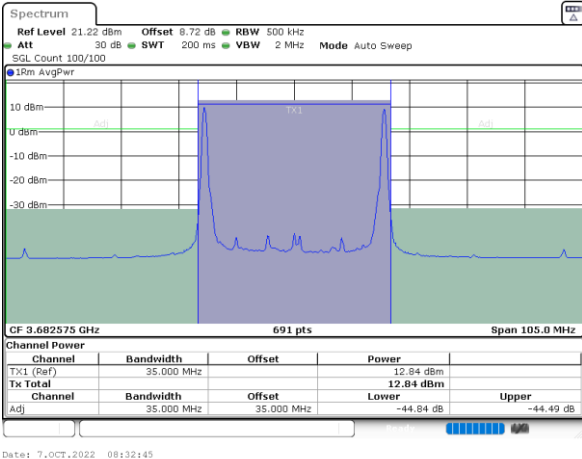 Spectrum
Ref Level 21.22 dBm Offset 8.72 dB RBW 500 kHz
Att 30 dB SWT 200 ms VBW 2 MHz Mode Auto Sweep
SGL Count 100/100
1Rm AvgPwr
10 dBm
TX1
Adj Adj
0 dBm
-10 dBm
-20 dBm
-30 dBm
CF 3.682575 GHz 691 pts Span 105.0 MHz
Channel Power
Channel Bandwidth Offset Power
TX1 (Ref) 35.000 MHz 12.84 dBm
Tx Total 12.84 dBm
Channel Bandwidth Offset Lower Upper
Adj 35.000 MHz 35.000 MHz -44.84 dB -44.49 dB
Ready
Date: 7.OCT.2022 08:32:45